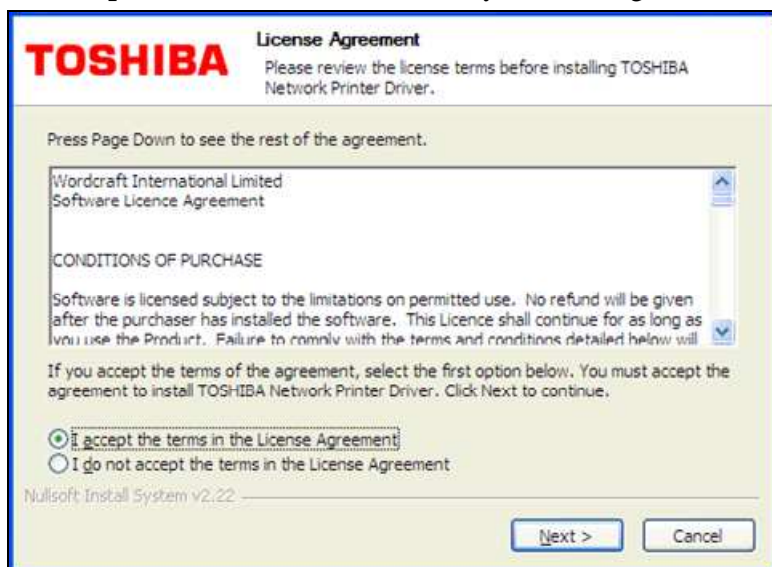 TOSHIBA
License Agreement
Please review the license terms before installing TOSHIBA
Network Printer Driver.
Press Page Down to see the rest of the agreement.
Wordcraft International Limited
Software Licence Agreement
CONDITIONS OF PURCHASE
Software is licensed subject to the limitations on permitted use. No refund will be given
after the purchaser has installed the software. This Licence shall continue for as long as
you use the Product. Failure to comply with the terms and conditions detailed below will
If you accept the terms of the agreement, select the first option below. You must accept the
agreement to install TOSHIBA Network Printer Driver. Click Next to continue.
I accept the terms in the License Agreement
I do not accept the terms in the License Agreement
Nullsoft Install System v2.22
Next >
Cancel